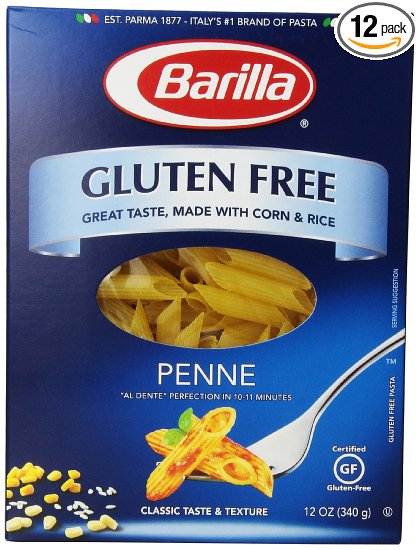 12 pack
EST. PARMA 1877 - ITALY'S #1 BRAND OF PASTA
Barilla
®
GLUTEN FREE
GREAT TASTE, MADE WITH CORN & RICE
SERVING SUGGESTION
PENNE
"AL DENTE" PERFECTION IN 10-11 MINUTES
™
GLUTEN FREE PASTA
Certified
GF
Gluten-Free
CLASSIC TASTE & TEXTURE
12 OZ (340 g)
U